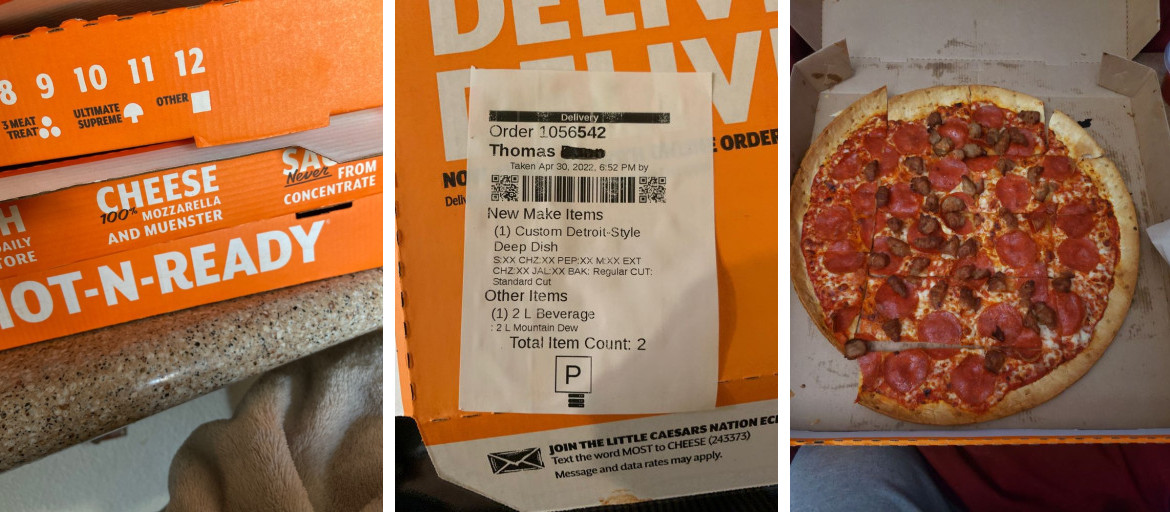 8 9 10 11 12
3 MEAT TREAT
ULTIMATE SUPREME
OTHER
CHEESE
100% MOZZARELLA
AND MUENSTER
Never FROM
CONCENTRATE
DAILY
HOT-N-READY
DELIVE
DELIV
ORDER
Delivery
Order 1056542
Thomas
Taken Apr 30, 2022, 6:52 PM by
New Make Items
(1) Custom Detroit-Style
Deep Dish
S:XX CHZ:XX PEP:XX M:XX EXT
CHZ:XX JAL:XX BAK: Regular CUT:
Standard Cut
Other Items
(1) 2 L Beverage
: 2 L Mountain Dew
Total Item Count: 2
P
JOIN THE LITTLE CAESARS NATION
Text the word MOST to CHEESE (243373)
Message and data rates may apply.